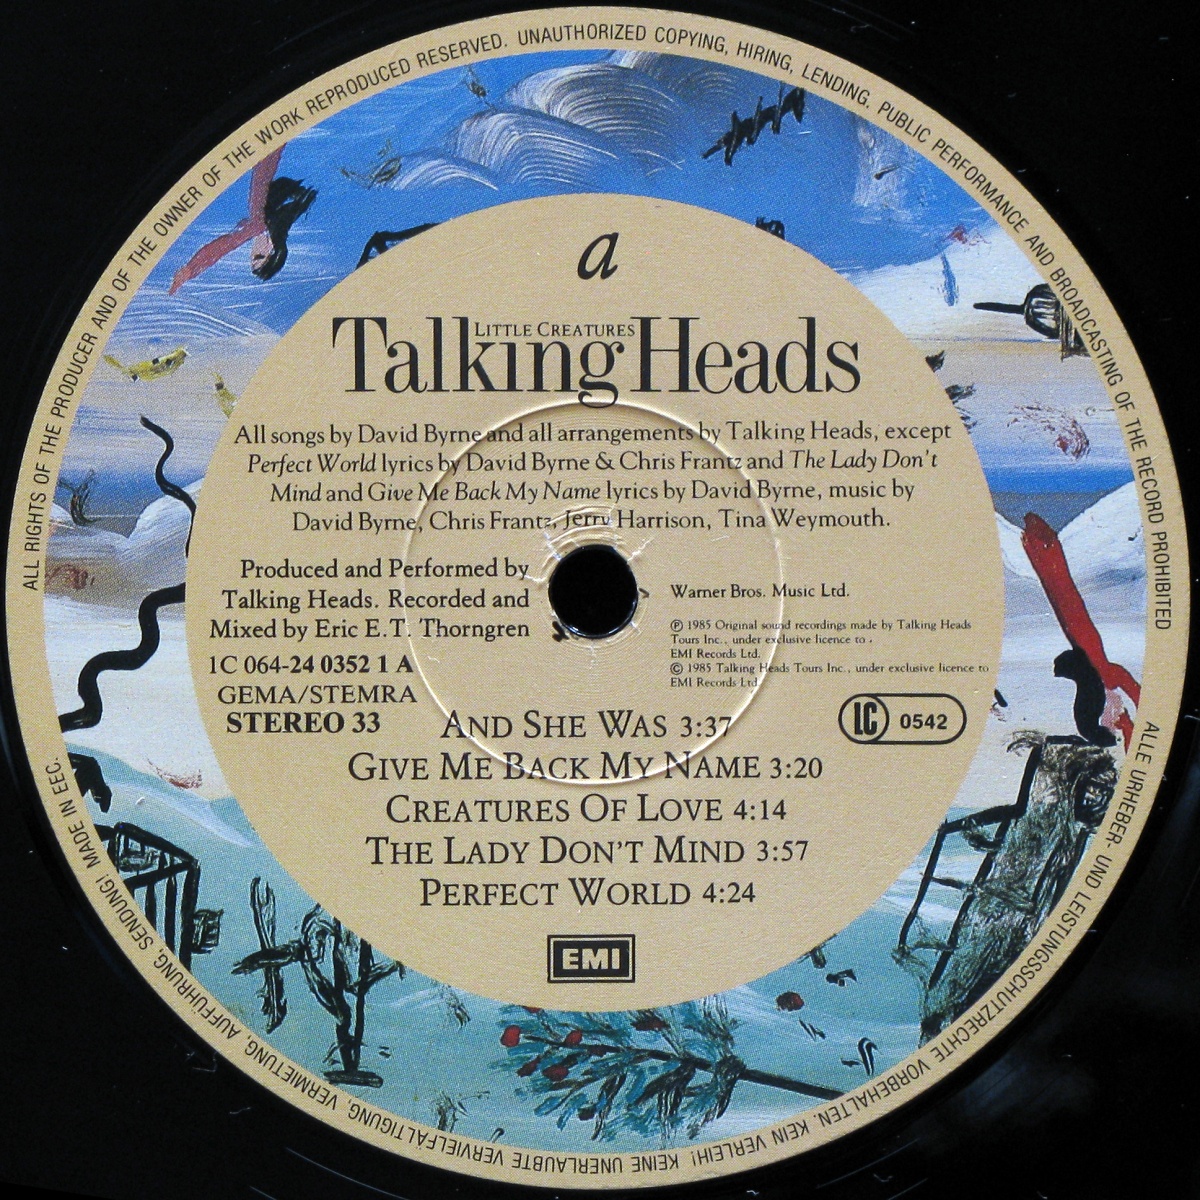 ALL RIGHTS OF THE PRODUCER AND OF THE OWNER OF THE WORK REPRODUCED RESERVED. UNAUTHORIZED COPYING, HIRING, LENDING, PUBLIC PERFORMANCE AND BROADCASTING OF THE RECORD PROHIBITED
a
LITTLE CREATURES
Talking Heads
All songs by David Byrne and all arrangements by Talking Heads, except
Perfect World lyrics by David Byrne & Chris Frantz and The Lady Don't
Mind and Give Me Back My Name lyrics by David Byrne, music by
David Byrne, Chris Frantz, Jerry Harrison, Tina Weymouth.
Produced and Performed by
Talking Heads. Recorded and
Mixed by Eric E.T. Thorngren
1C 064-24 0352 1 A
GEMA/STEMRA
STEREO 33
Warner Bros. Music Ltd.
℗ 1985 Original sound recordings made by Talking Heads
Tours Inc., under exclusive licence to .
EMI Records Ltd.
© 1985 Talking Heads Tours Inc., under exclusive licence to
EMI Records Ltd.
LC 0542
AND SHE WAS 3:37
GIVE ME BACK MY NAME 3:20
CREATURES OF LOVE 4:14
THE LADY DON'T MIND 3:57
PERFECT WORLD 4:24
EMI
ALLE URHEBER- UND LEISTUNGSSCHUTZRECHTE VORBEHALTEN. KEIN VERLEIH! KEINE UNERLAUBTE VERVIELFÄLTIGUNG, VERMIETUNG, AUFFÜHRUNG, SENDUNG! MADE IN EEC.